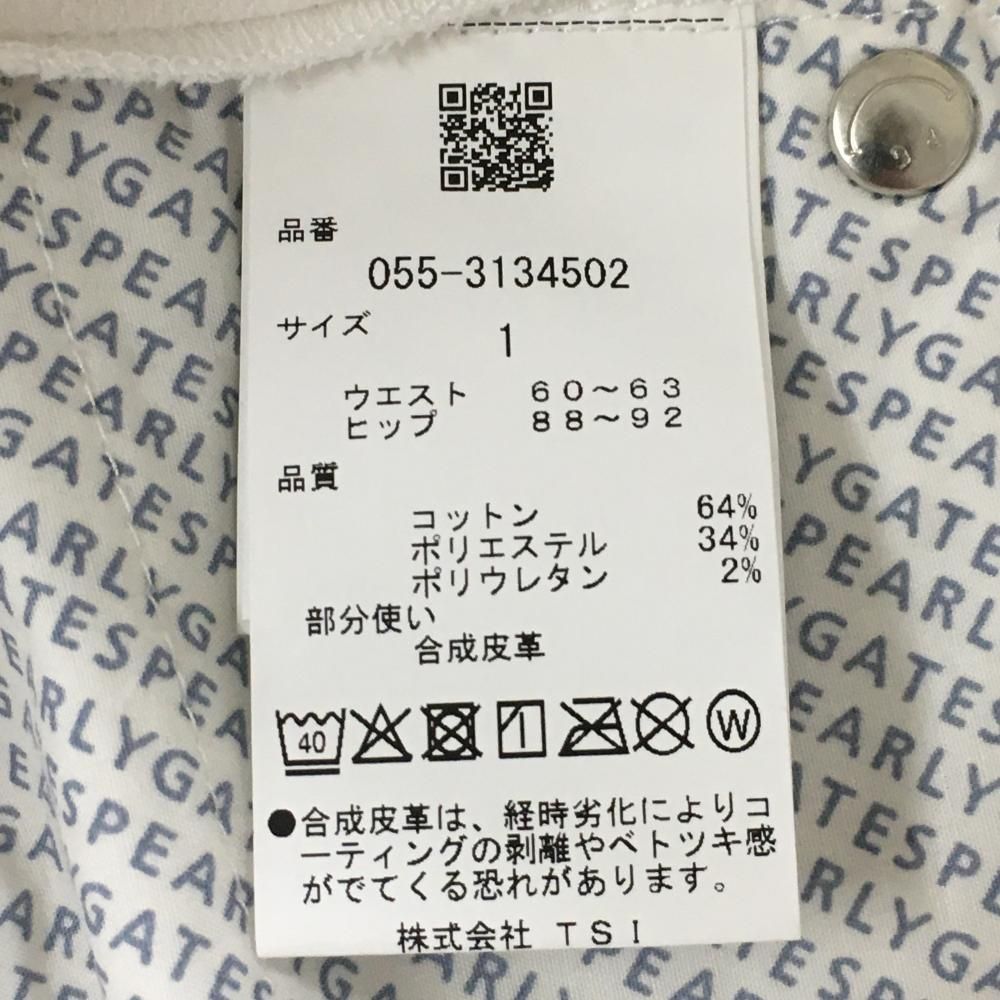 品番
055-3134502
サイズ
1
ウエスト 60～63
ヒップ 88～92
品質
コットン 64%
ポリエステル 34%
ポリウレタン 2%
部分使い
合成皮革
40
W
●合成皮革は、経時劣化によりコ
ーティングの剥離やベトツキ感
がでてくる恐れがあります。
株式会社 TSI
PEARLYGATES